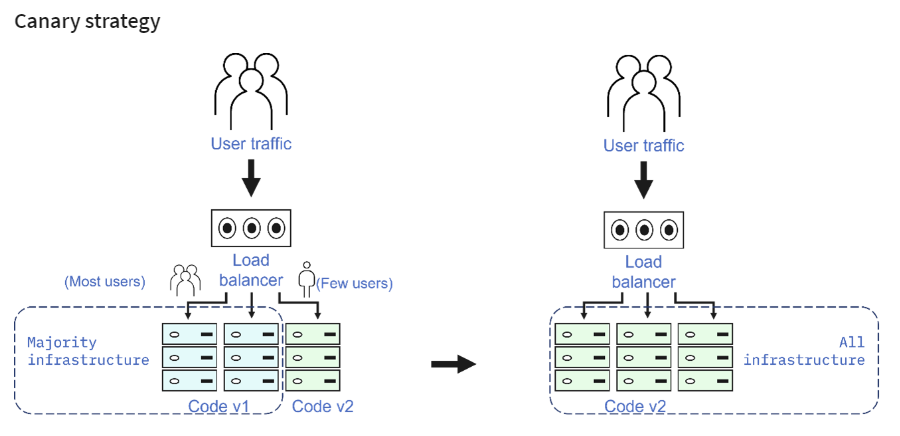 Canary strategy
User traffic
Load
balancer
(Most users)
(Few users)
Majority
infrastructure
Code v1
Code v2
User traffic
Load
balancer
All
infrastructure
Code v2